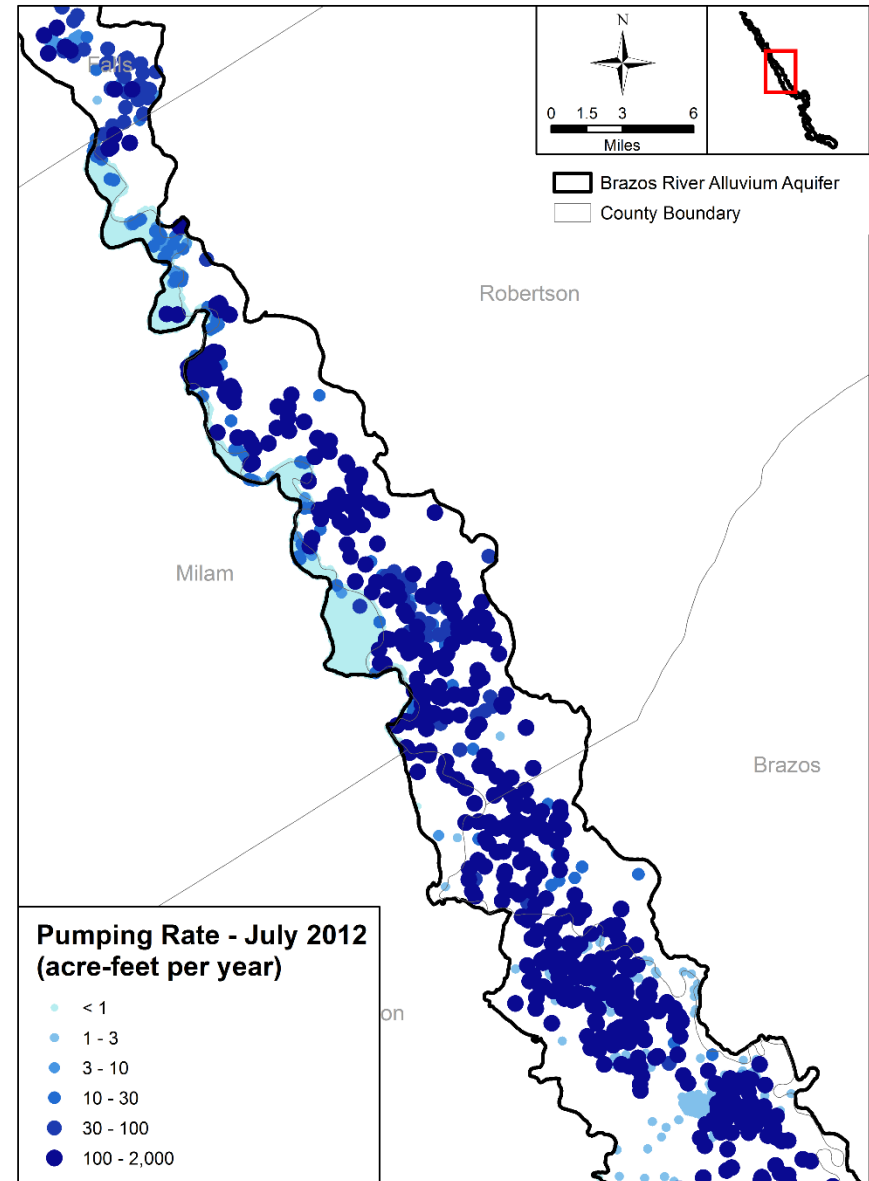 Falls
N
0 1.5 3 6
Miles
Brazos River Alluvium Aquifer
County Boundary
Robertson
Milam
Brazos
on
Pumping Rate - July 2012
(acre-feet per year)
< 1
1 - 3
3 - 10
10 - 30
30 - 100
100 - 2,000